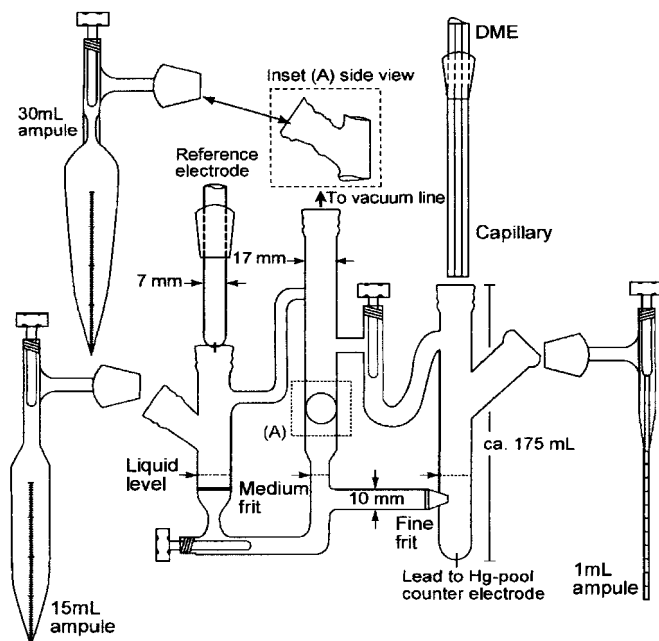 DME
Inset (A) side view
30mL
ampule
Reference
electrode
To vacuum line
Capillary
17 mm
7 mm
(A)
ca. 175 mL
Liquid
level
Medium
frit
10 mm
Fine
frit
Lead to Hg-pool
counter electrode
15mL
ampule
1mL
ampule